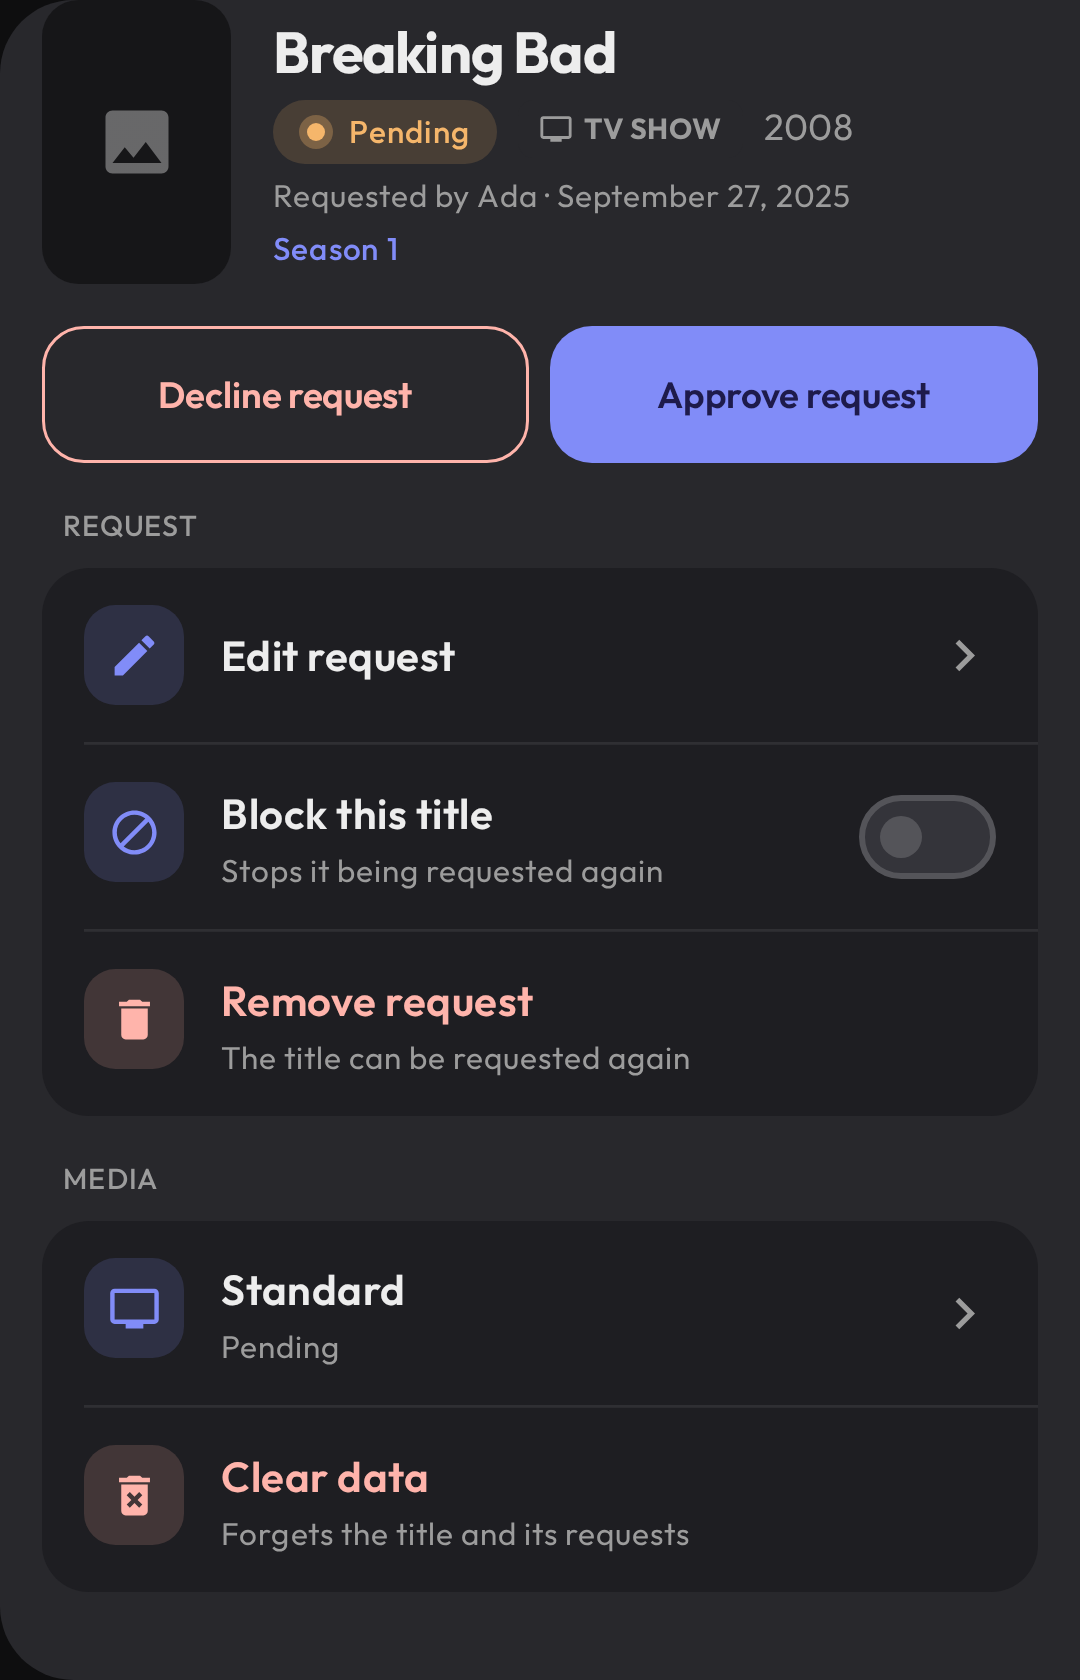 Breaking Bad
Pending TV SHOW 2008
Requested by Ada · September 27, 2025
Season 1
Decline request Approve request
REQUEST
Edit request
Block this title
Stops it being requested again
Remove request
The title can be requested again
MEDIA
Standard
Pending
Clear data
Forgets the title and its requests